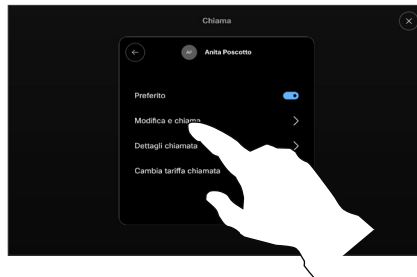 Chiama
AP Anita Poscotto
Preferito
Modifica e chiama
Dettagli chiamata
Cambia tariffa chiamata